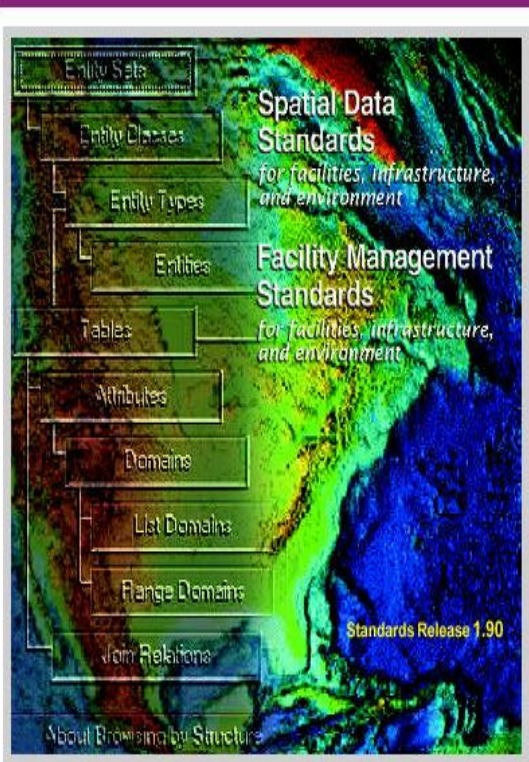 Entity Sets
Entity Classes
Entity Types
Entities
Tables
Attributes
Domains
List Domains
Range Domains
Join Relations
About Browsing by Structure
Spatial Data
Standards
for facilities, infrastructure,
and environment
Facility Management
Standards
for facilities, infrastructure,
and environment
Standards Release 1.90